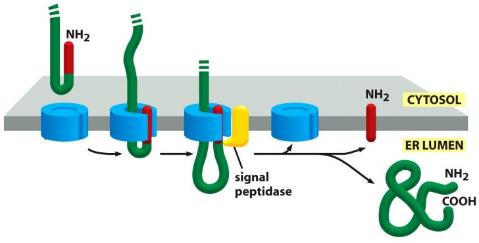 NH2
NH2
CYTOSOL
ER LUMEN
signal
peptidase
NH2
COOH